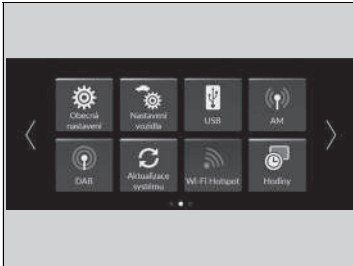 Obecná
nastavení
Nastavení
vozidla
USB
AM
DAB
Aktualizace
systému
Wi-Fi Hotspot
Hodiny